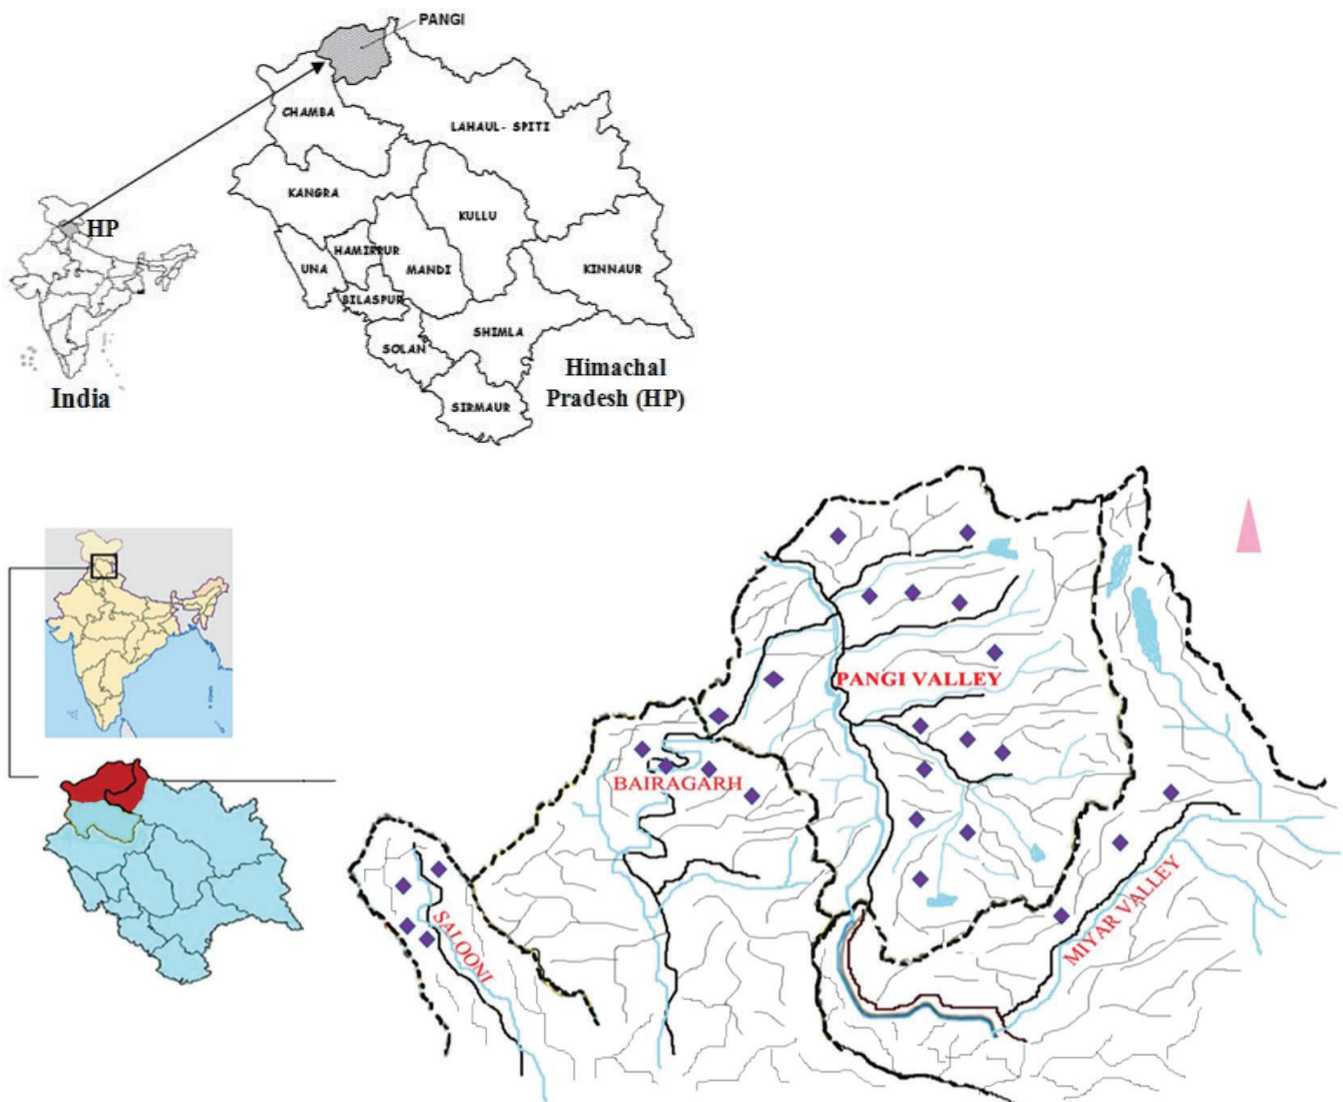 PANGI
CHAMBA
LAHAUL- SPITI
KANGRA
HP
KULLU
HAMIRRUR
UNA
MANDI
KINNAUR
BILASPUR
SHIMLA
SOLAN
Himachal
Pradesh (HP)
India
SIRMAUR
PANGI VALLEY
BAIRAGARH
SALOONI
MIYAR VALLEY